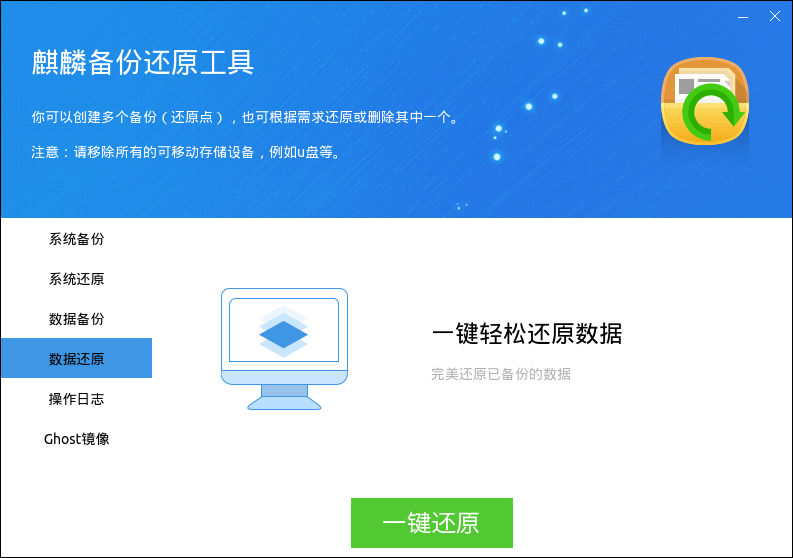 麒麟备份还原工具
你可以创建多个备份（还原点），也可根据需求还原或删除其中一个。
注意：请移除所有的可移动存储设备，例如u盘等。
系统备份
系统还原
数据备份
数据还原
操作日志
Ghost镜像
一键轻松还原数据
完美还原已备份的数据
一键还原